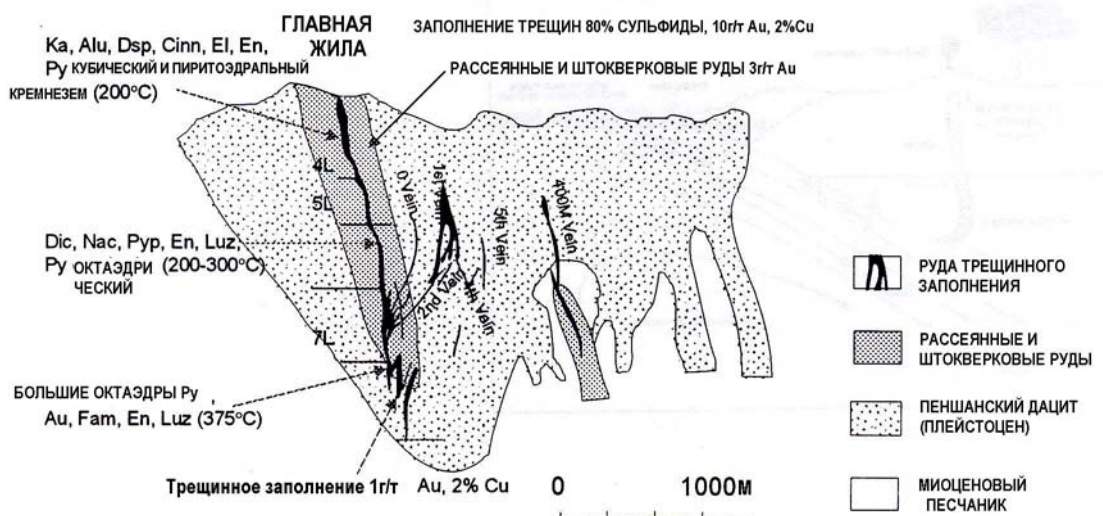 ГЛАВНАЯ
ЖИЛА
ЗАПОЛНЕНИЕ ТРЕЩИН 80% СУЛЬФИДЫ, 10г/т Au, 2%Cu
Ka, Alu, Dsp, Cinn, El, En,
Py КУБИЧЕСКИЙ И ПИРИТОЭДРАЛЬНЫЙ
КРЕМНЕЗЕМ (200°С)
РАССЕЯННЫЕ И ШТОКВЕРКОВЫЕ РУДЫ 3г/т Au
4L
5L
7L
0 Vein
1st Vein
2nd Vein
4th Vein
5th Vein
400M Vein
Dic, Nac, Pyp, En, Luz,
Py ОКТАЭДРИ (200-300°С)
ЧЕСКИЙ
БОЛЬШИЕ ОКТАЭДРЫ Py
Au, Fam, En, Luz (375°С)
Трещинное заполнение 1г/т Au, 2% Cu
0 1000М
РУДА ТРЕЩИННОГО
ЗАПОЛНЕНИЯ
РАССЕЯННЫЕ И
ШТОКВЕРКОВЫЕ РУДЫ
ПЕНШАНСКИЙ ДАЦИТ
(ПЛЕЙСТОЦЕН)
МИОЦЕНОВЫЙ
ПЕСЧАНИК